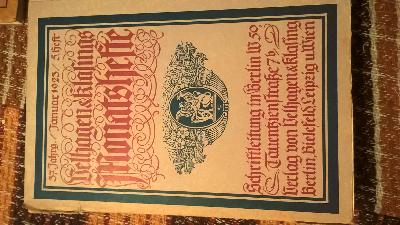 37. Jahrg. Januar 1923. 5. Heft
Velhagen & Klasings
Monatshefte
Schriftleitung in Berlin W 50
Tauentzienstraße 7b.
Verlag von Velhagen & Klasing
Berlin, Bielefeld, Leipzig u. Wien